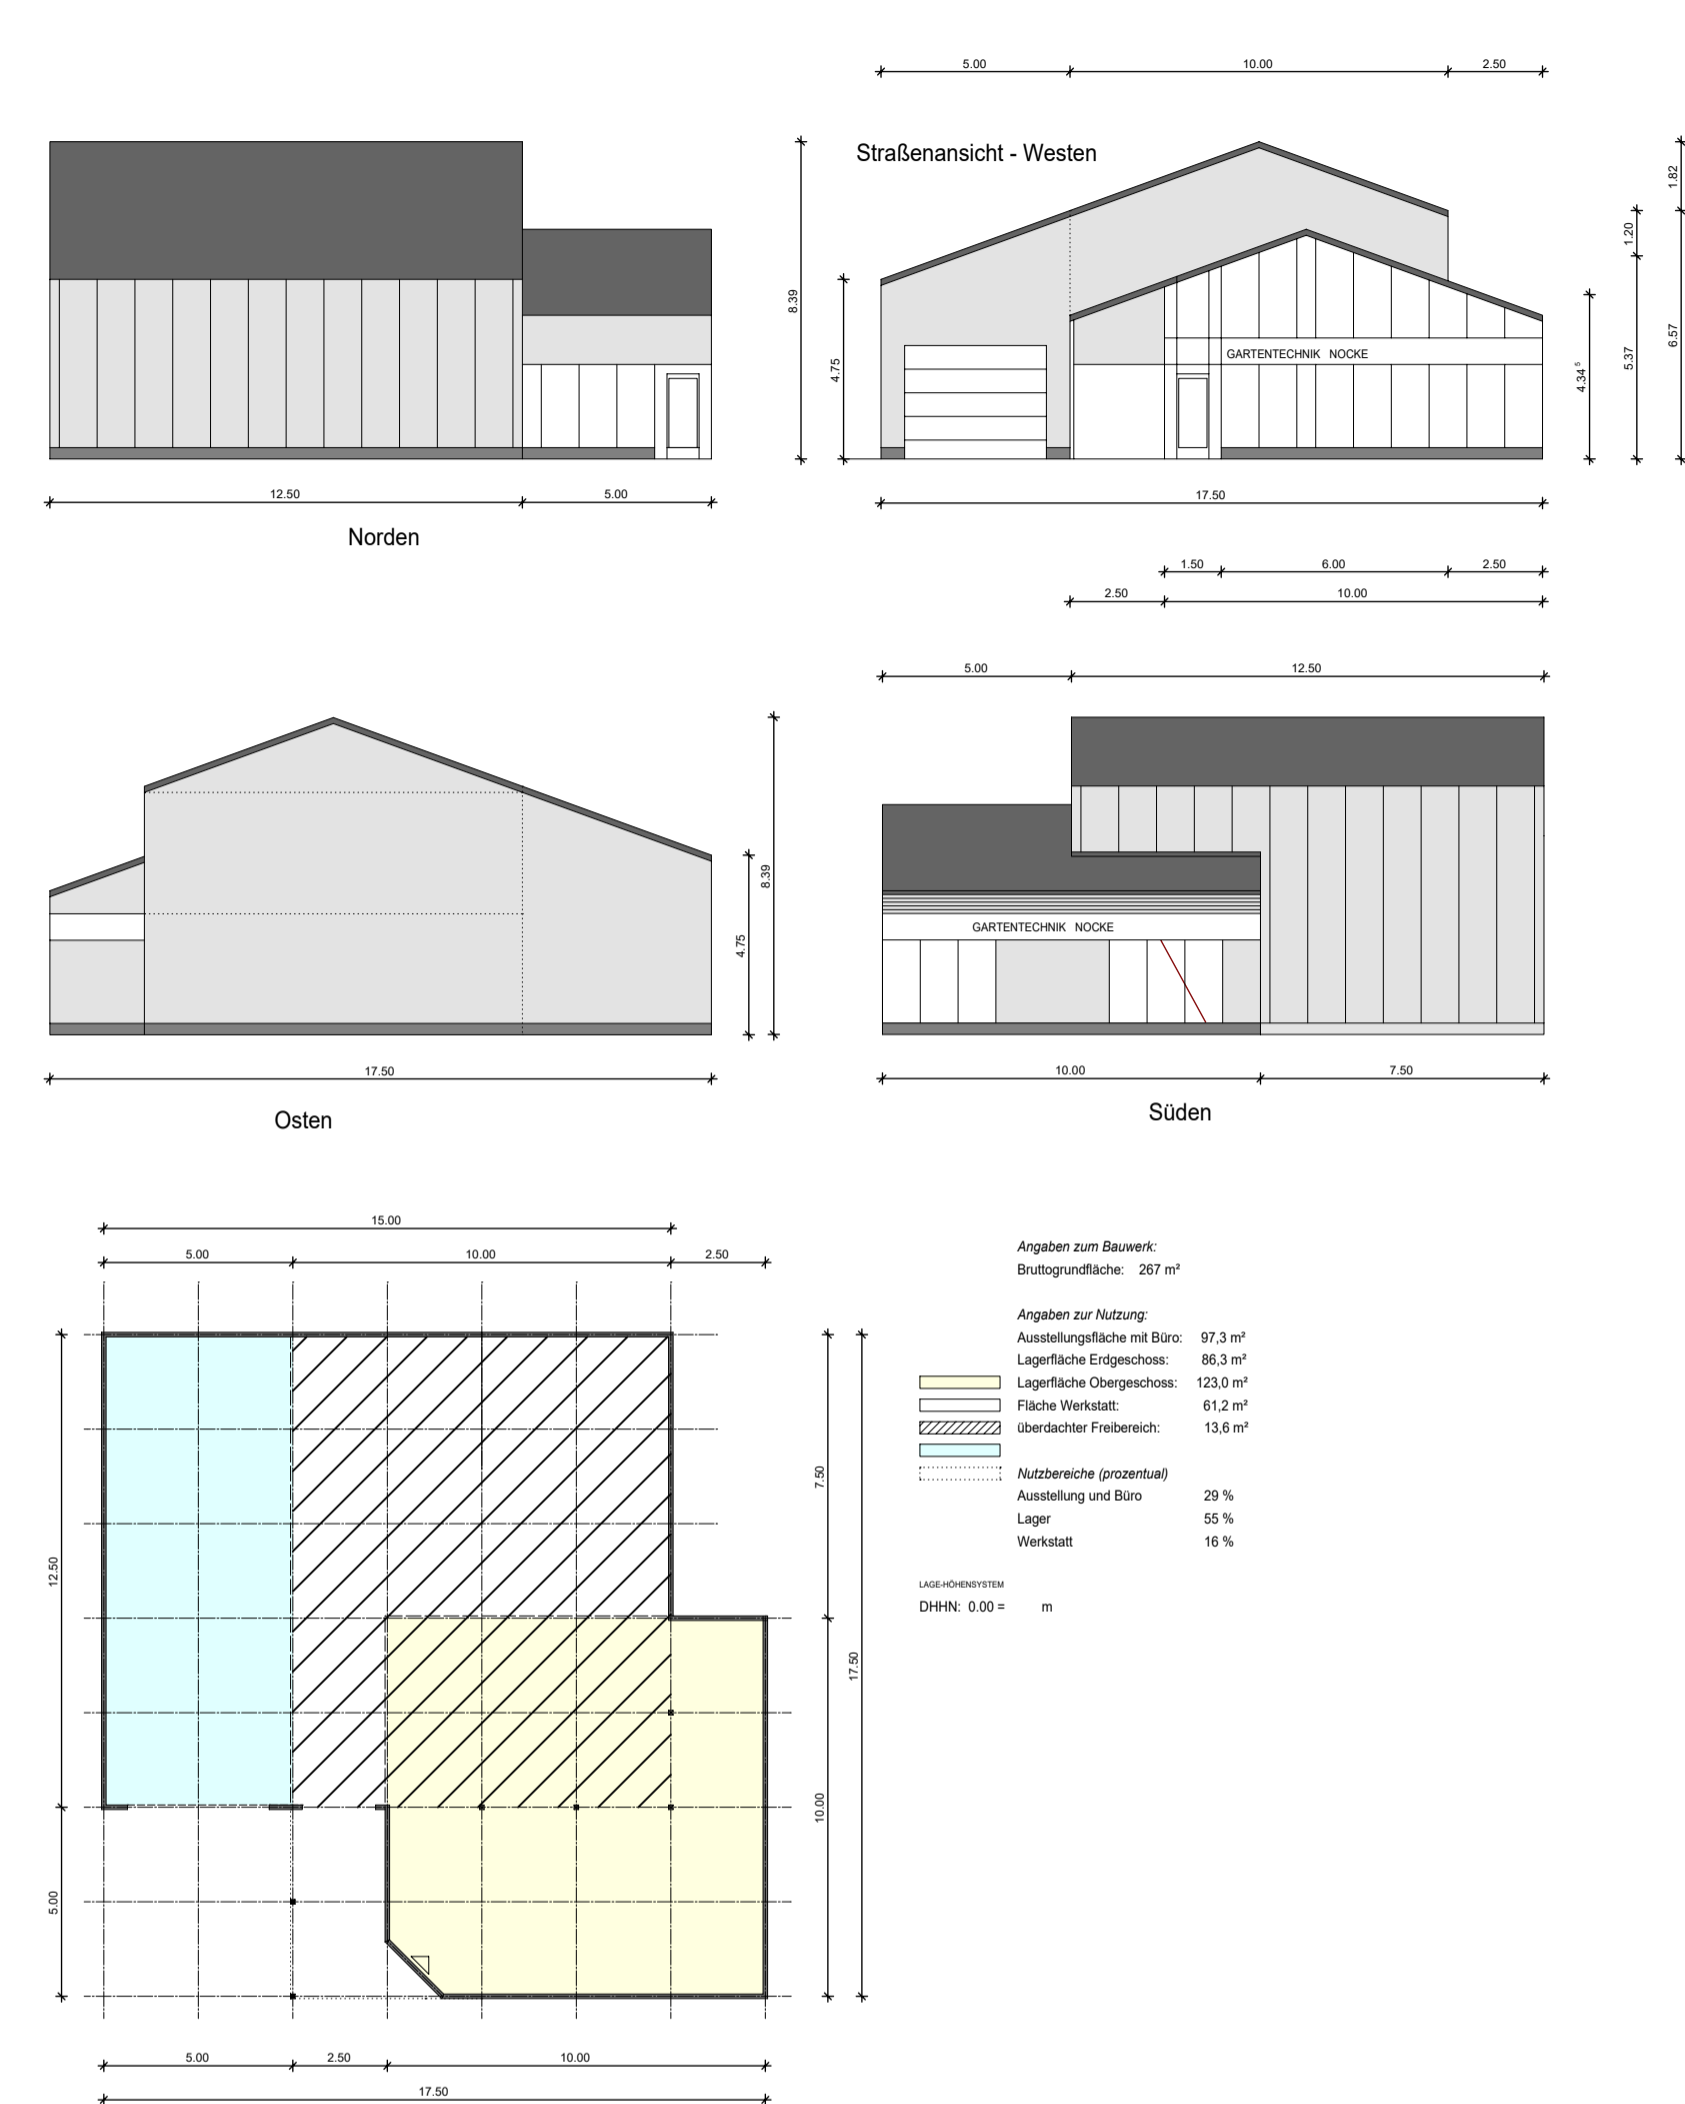 5.00 10.00 2.50
Straßenansicht - Westen
1.82
1.20
8.39
4.75
GARTENTECHNIK NOCKE
4.34 5
5.37
6.57
12.50 5.00
17.50
Norden
1.50 6.00 2.50
2.50 10.00
5.00 12.50
8.39
4.75
GARTENTECHNIK NOCKE
17.50
10.00 7.50
Osten
Süden
15.00
5.00 10.00 2.50
12.50
5.00
7.50
10.00
17.50
5.00 2.50 10.00
17.50
Angaben zum Bauwerk:
Bruttogrundfläche: 267 m²
Angaben zur Nutzung:
Ausstellungsfläche mit Büro: 97,3 m²
Lagerfläche Erdgeschoss: 86,3 m²
Lagerfläche Obergeschoss: 123,0 m²
Fläche Werkstatt: 61,2 m²
überdachter Freibereich: 13,6 m²
Nutzbereiche (prozentual)
Ausstellung und Büro 29 %
Lager 55 %
Werkstatt 16 %
LAGE-HÖHENSYSTEM
DHHN: 0.00 = m